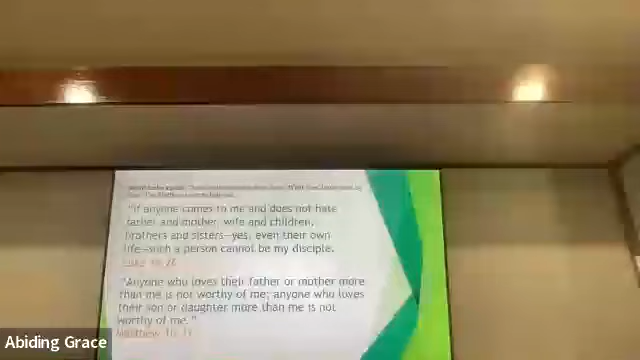 "If anyone comes to me and does not hate
father and mother, wife and children,
brothers and sisters—yes, even their own
life—such a person cannot be my disciple.
Luke
"Anyone who loves their father or mother more
than me is not worthy of me; anyone who loves
their son or daughter more than me is not
worthy of me."
Matthew
Abiding Grace